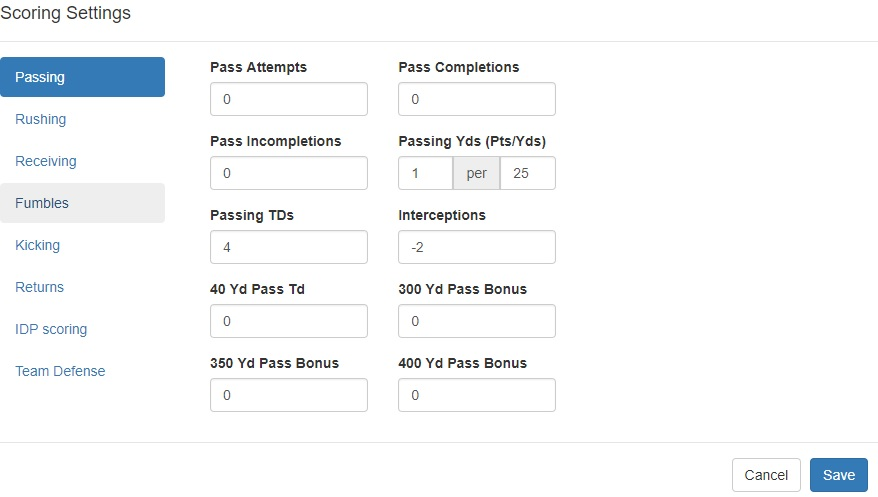 Scoring Settings
Passing
Rushing
Receiving
Fumbles
Kicking
Returns
IDP scoring
Team Defense
Pass Attempts
0
Pass Completions
0
Pass Incompletions
0
Passing Yds (Pts/Yds)
1 per 25
Passing TDs
4
Interceptions
-2
40 Yd Pass Td
0
300 Yd Pass Bonus
0
350 Yd Pass Bonus
0
400 Yd Pass Bonus
0
Cancel Save